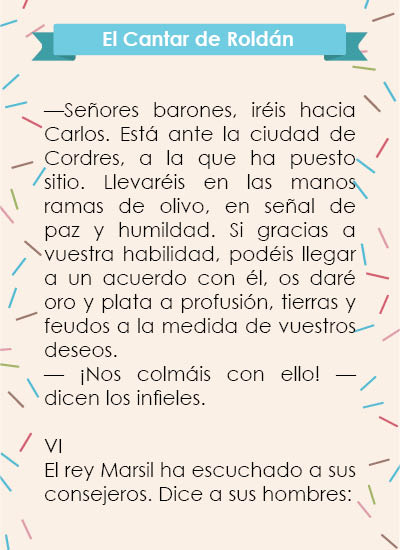 El Cantar de Roldán
—Señores barones, iréis hacia
Carlos. Está ante la ciudad de
Cordres, a la que ha puesto
sitio. Llevaréis en las manos
ramas de olivo, en señal de
paz y humildad. Si gracias a
vuestra habilidad, podéis llegar
a un acuerdo con él, os daré
oro y plata a profusión, tierras y
feudos a la medida de vuestros
deseos.
— ¡Nos colmáis con ello! —
dicen los infieles.
VI
El rey Marsil ha escuchado a sus
consejeros. Dice a sus hombres: